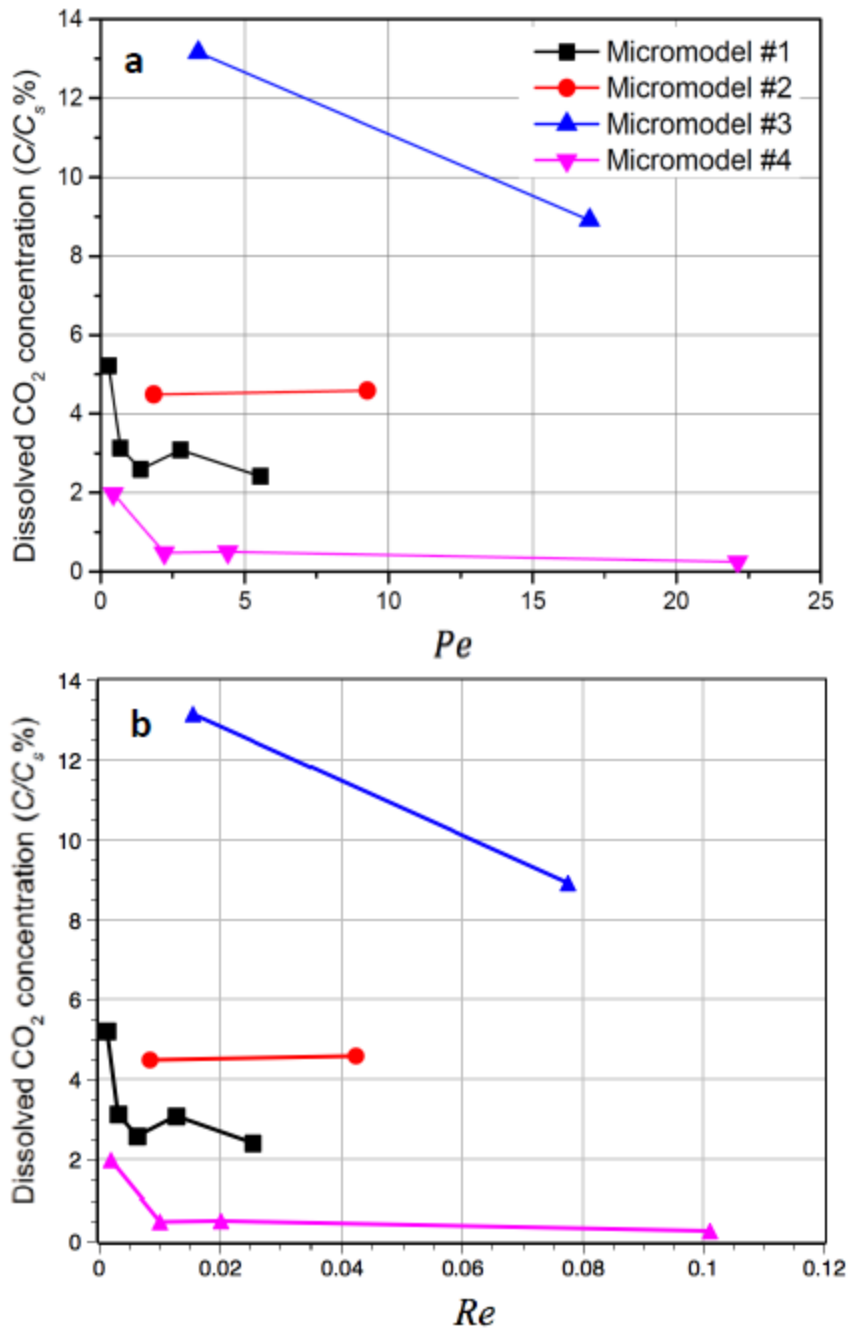 a
Micromodel #1
Micromodel #2
Micromodel #3
Micromodel #4
Dissolved CO₂ concentration (C/Cₛ%)
14
12
10
8
6
4
2
0
0 5 10 15 20 25
Pe
b
Dissolved CO₂ concentration (C/Cₛ%)
14
12
10
8
6
4
2
0
0 0.02 0.04 0.06 0.08 0.1 0.12
Re